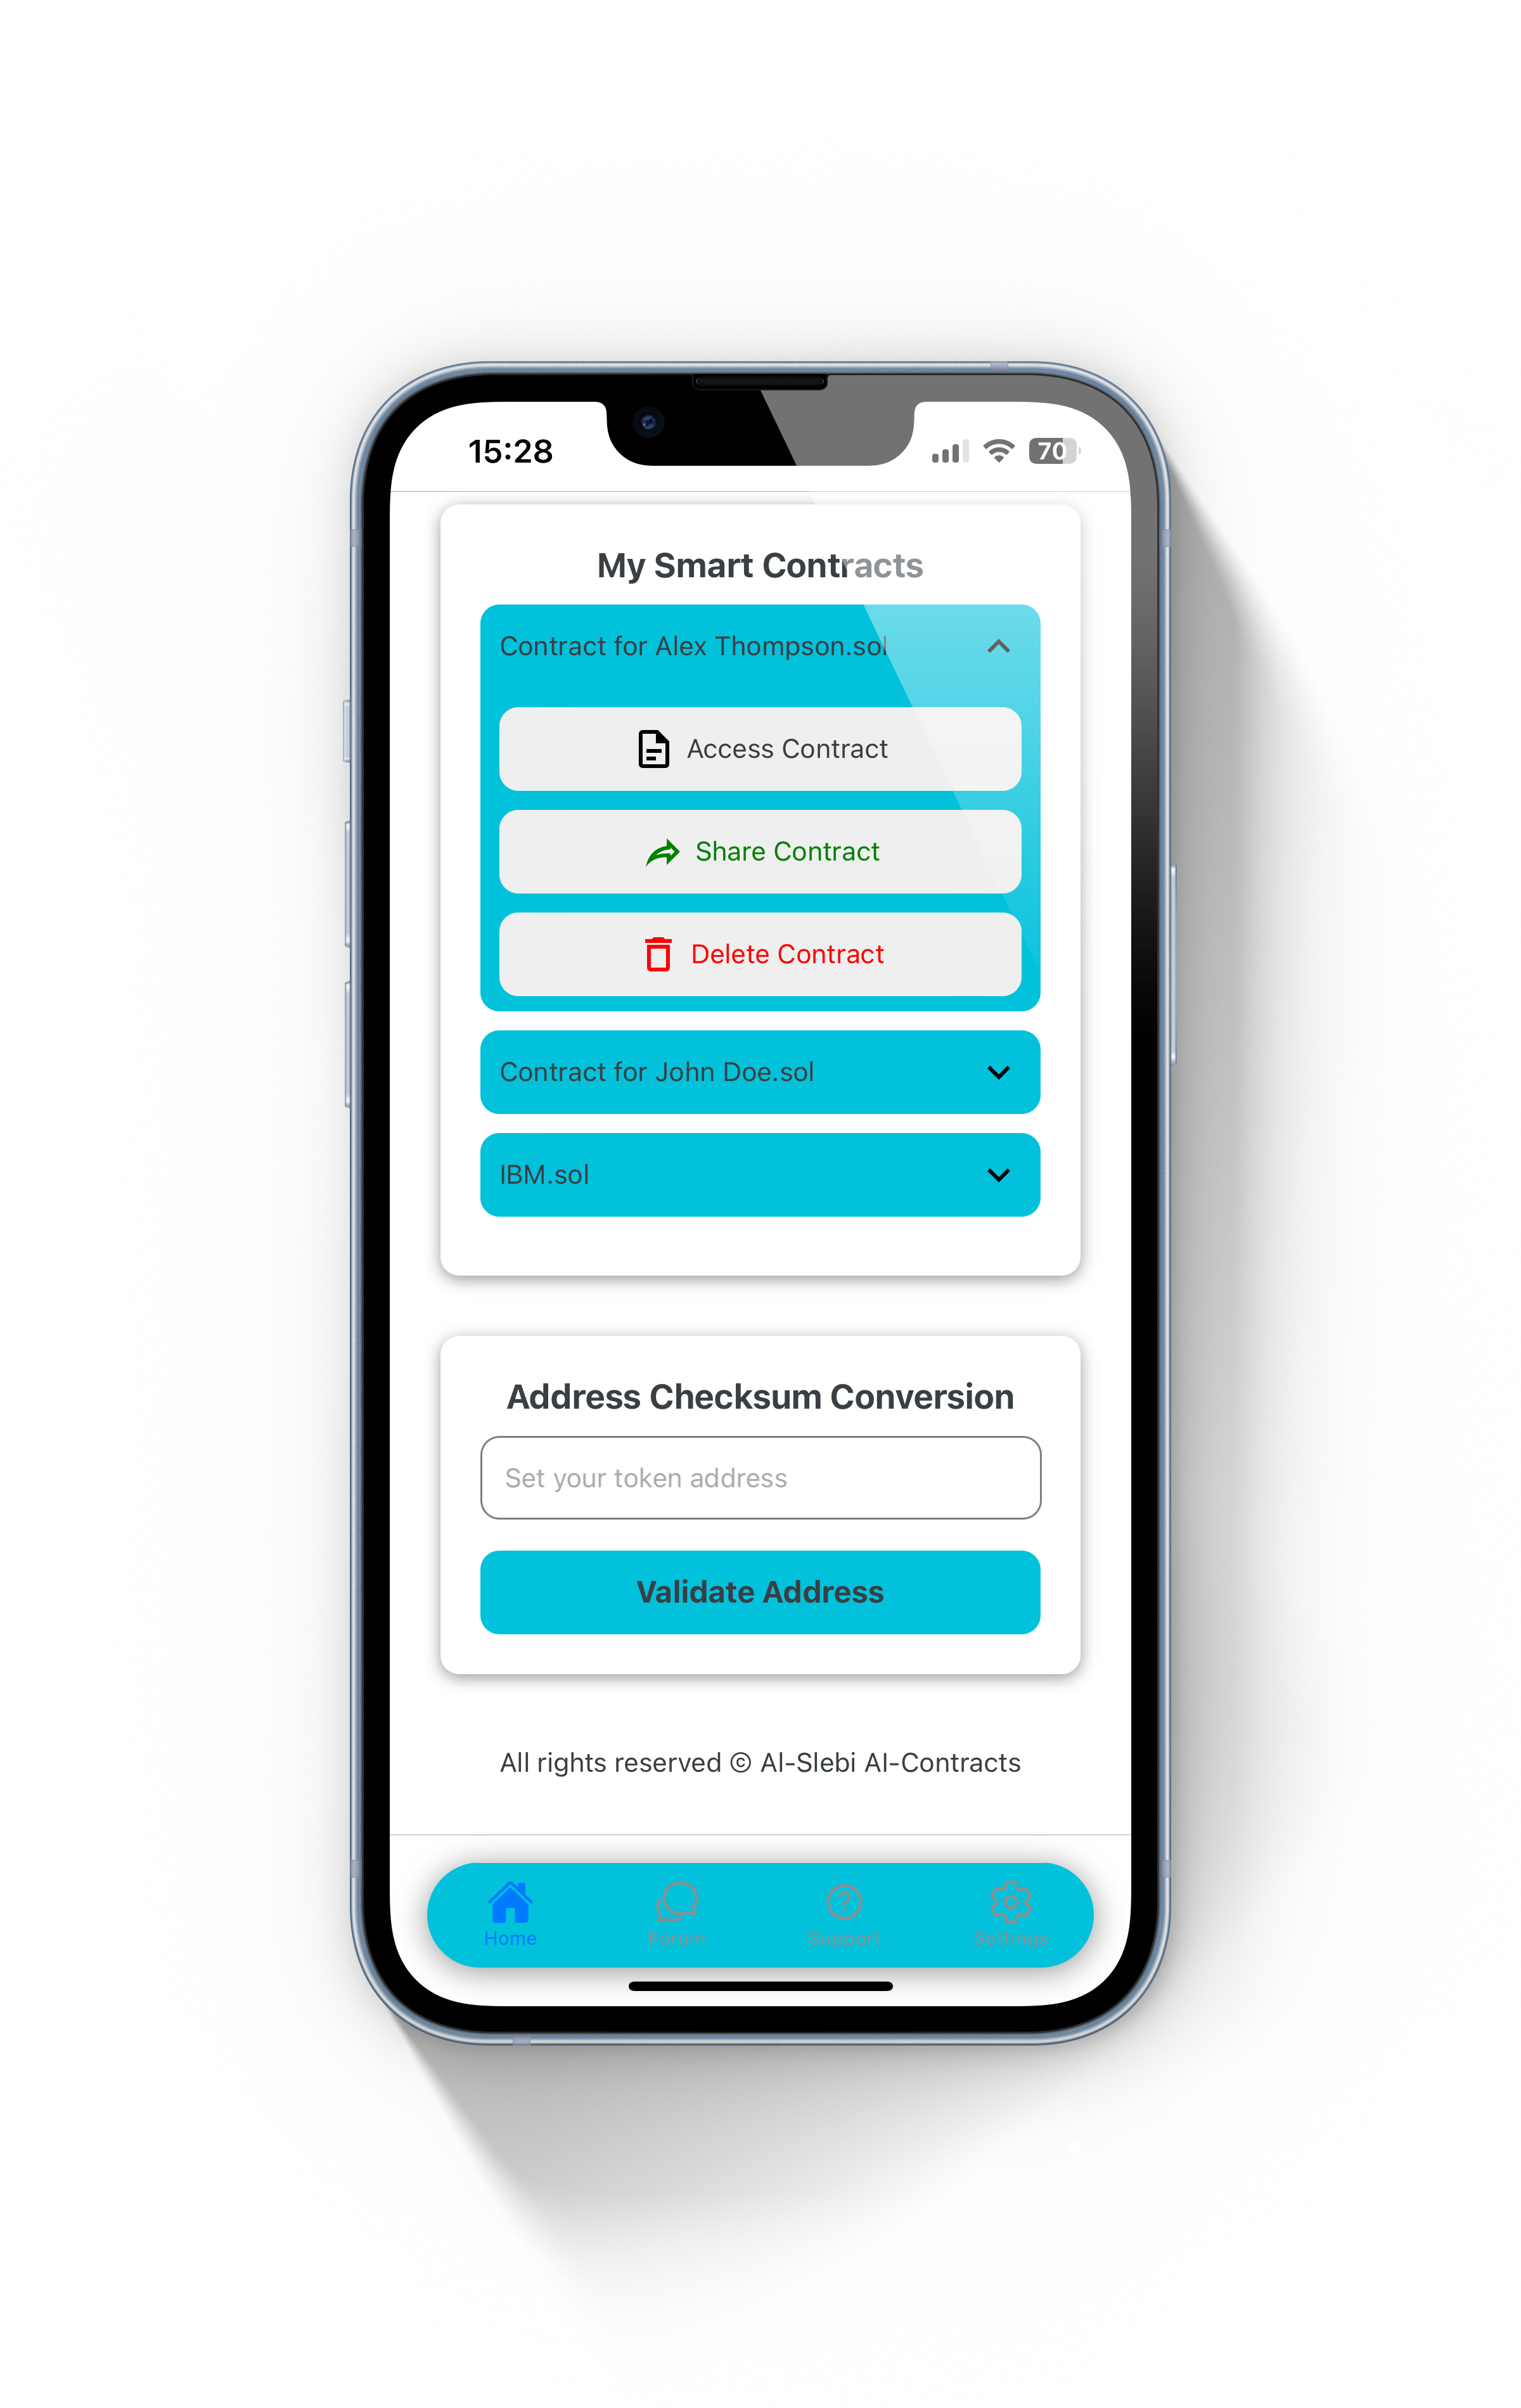 15:28
70
My Smart Contracts
Contract for Alex Thompson.sol
Access Contract
Share Contract
Delete Contract
Contract for John Doe.sol
IBM.sol
Address Checksum Conversion
Set your token address
Validate Address
All rights reserved © Al-Slebi AI-Contracts
Home
Forum
Support
Settings